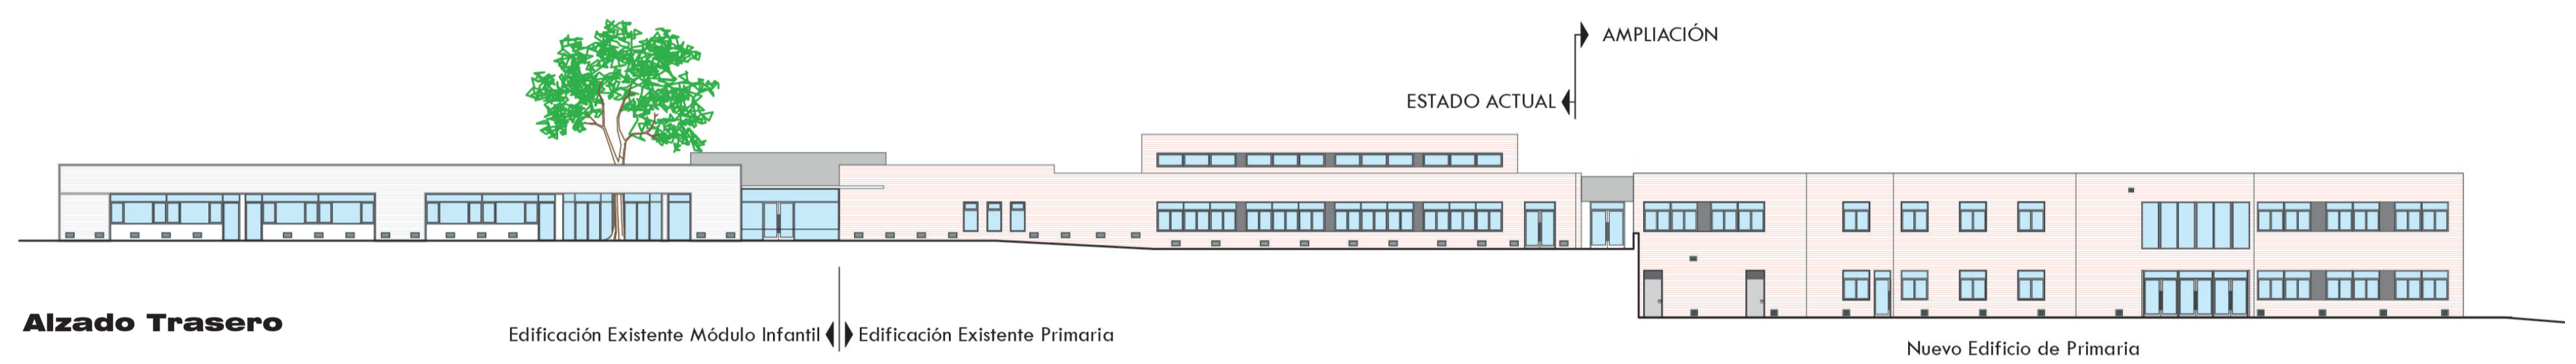 AMPLIACIÓN
ESTADO ACTUAL
Alzado Trasero
Edificación Existente Módulo Infantil
Edificación Existente Primaria
Nuevo Edificio de Primaria